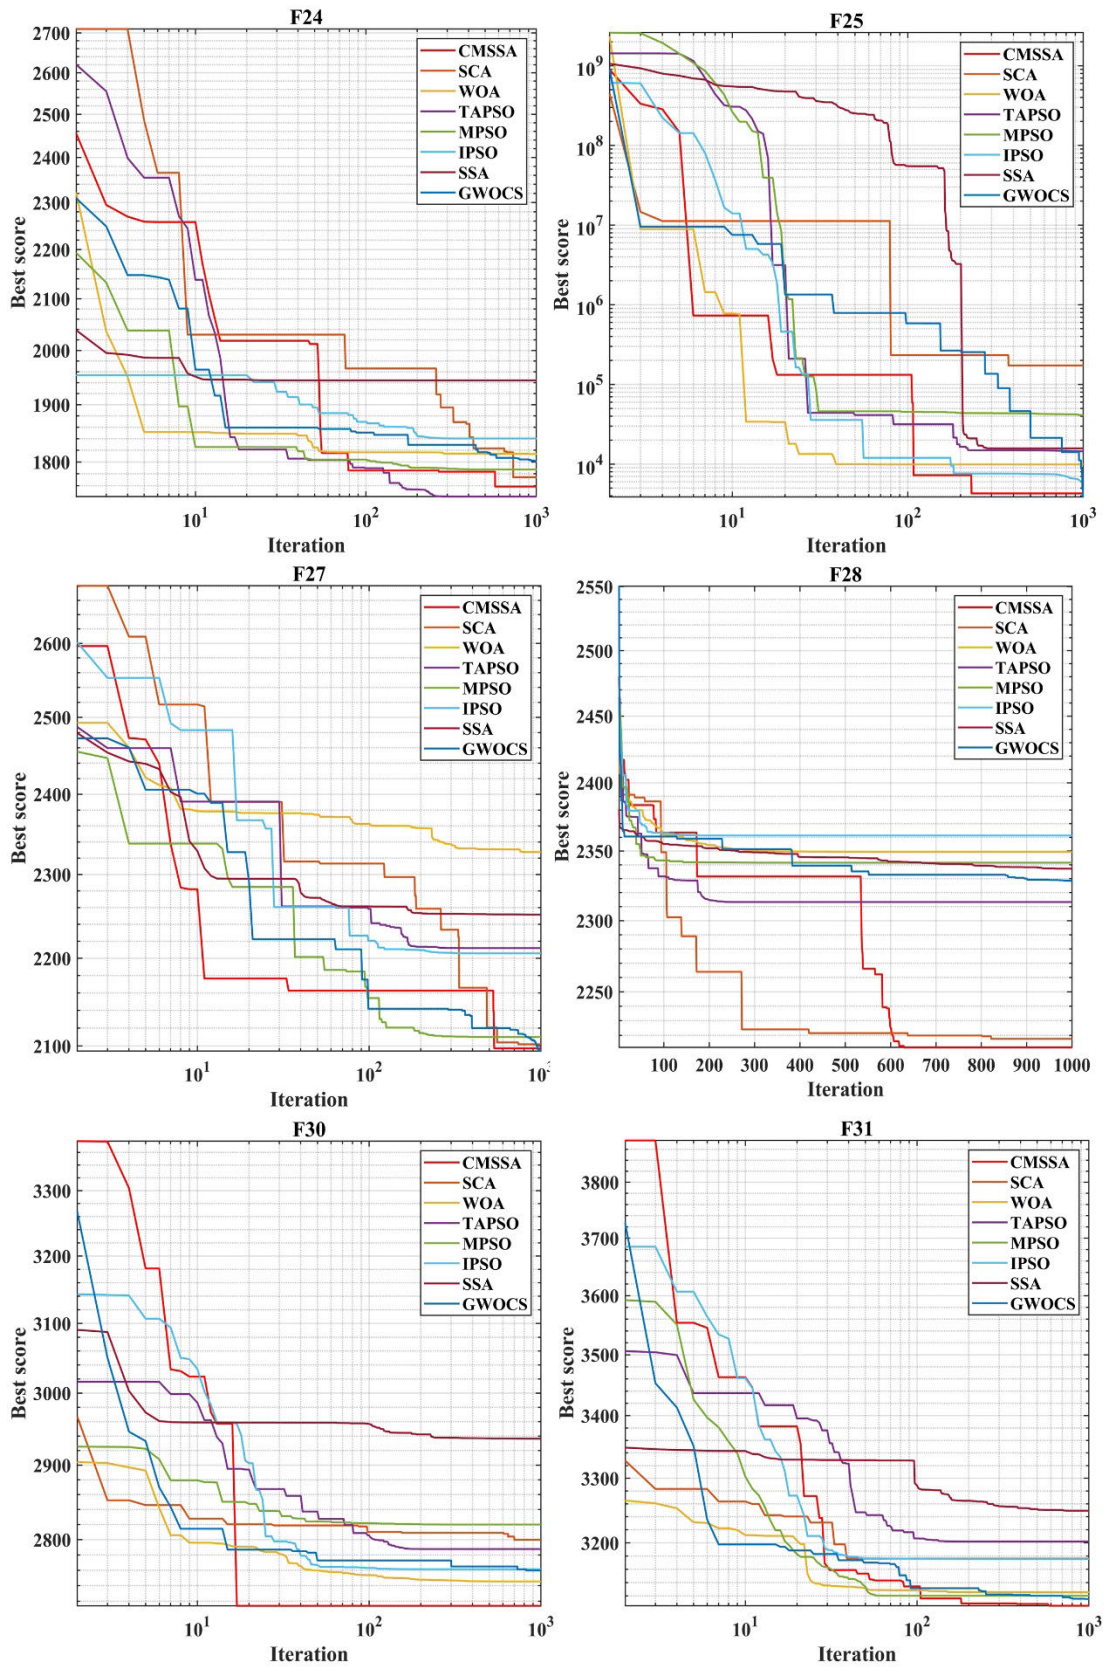 F24
2700
2600
2500
2400
2300
2200
2100
2000
1900
1800
Best score
CMSSA
SCA
WOA
TAPSO
MPSO
IPSO
SSA
GWOCS
10^1
10^2
10^3
Iteration
F25
10^9
10^8
10^7
10^6
10^5
10^4
Best score
CMSSA
SCA
WOA
TAPSO
MPSO
IPSO
SSA
GWOCS
10^1
10^2
10^3
Iteration
F27
2600
2500
2400
2300
2200
2100
Best score
CMSSA
SCA
WOA
TAPSO
MPSO
IPSO
SSA
GWOCS
10^1
10^2
Iteration
F28
2550
2500
2450
2400
2350
2300
2250
Best score
CMSSA
SCA
WOA
TAPSO
MPSO
IPSO
SSA
GWOCS
100 200 300 400 500 600 700 800 900 1000
Iteration
F30
3300
3200
3100
3000
2900
2800
Best score
CMSSA
SCA
WOA
TAPSO
MPSO
IPSO
SSA
GWOCS
10^1
10^2
10^3
Iteration
F31
3800
3700
3600
3500
3400
3300
3200
Best score
CMSSA
SCA
WOA
TAPSO
MPSO
IPSO
SSA
GWOCS
10^1
10^2
10^3
Iteration